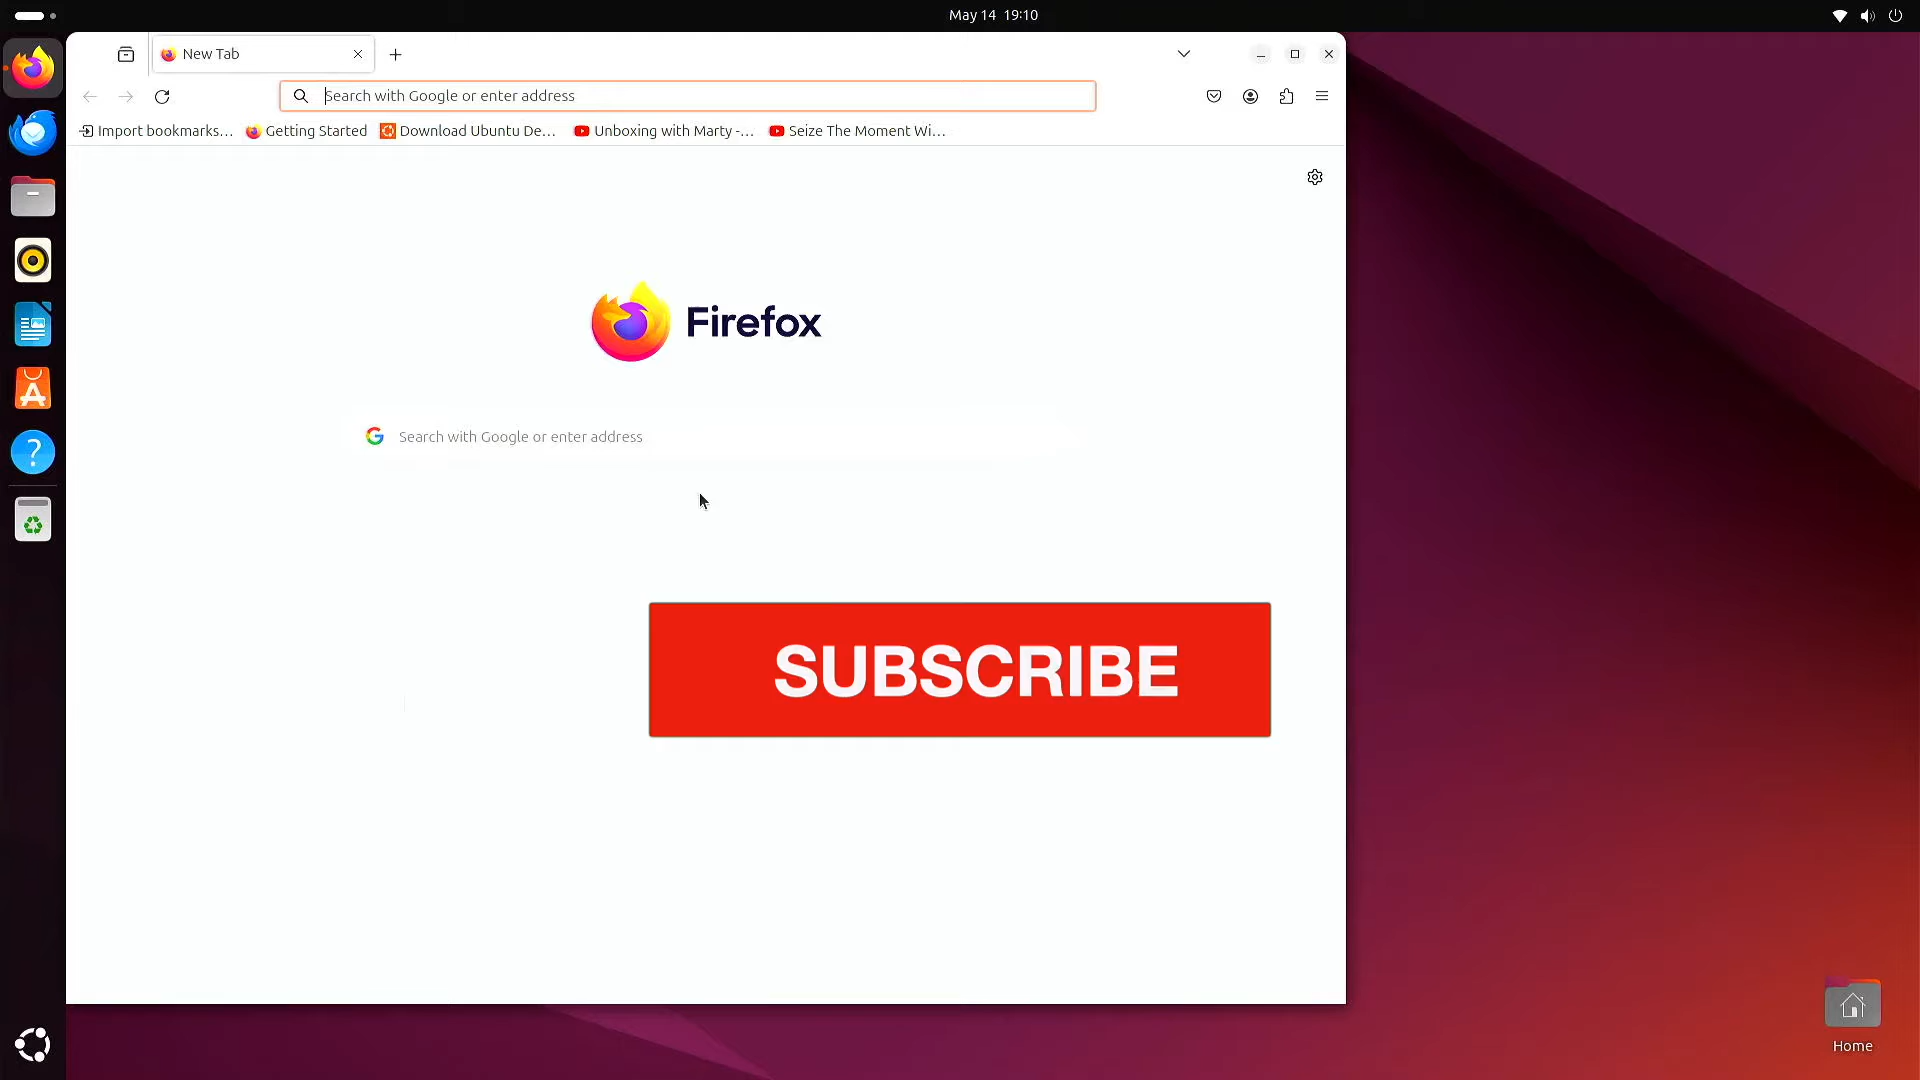 May 14 19:10
New Tab
Search with Google or enter address
Import bookmarks...
Getting Started
Download Ubuntu De...
Unboxing with Marty -...
Seize The Moment Wi...
Firefox
Search with Google or enter address
SUBSCRIBE
Home